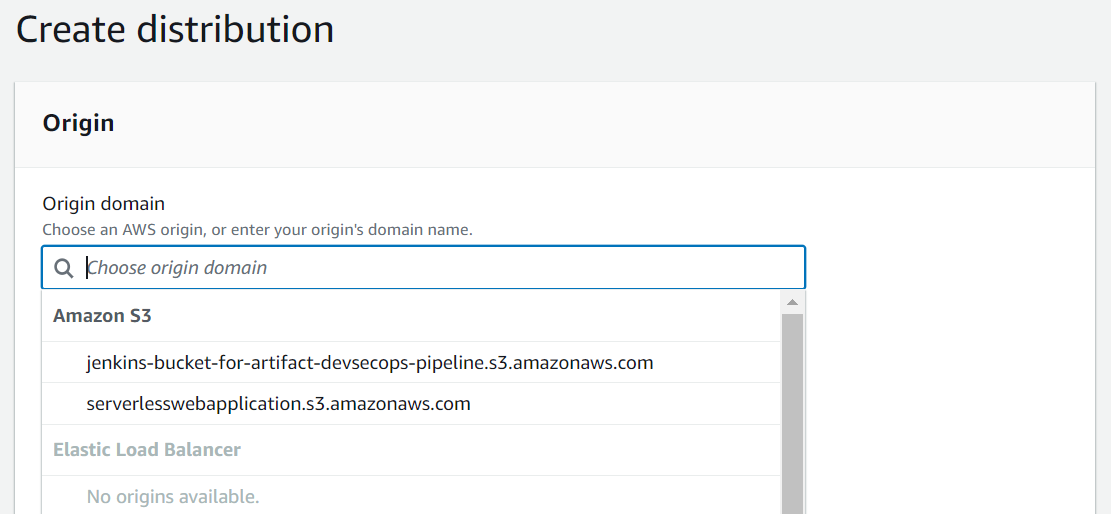 Create distribution
Origin
Origin domain
Choose an AWS origin, or enter your origin's domain name.
Choose origin domain
Amazon S3
jenkins-bucket-for-artifact-devsecops-pipeline.s3.amazonaws.com
serverlesswebapplication.s3.amazonaws.com
Elastic Load Balancer
No origins available.